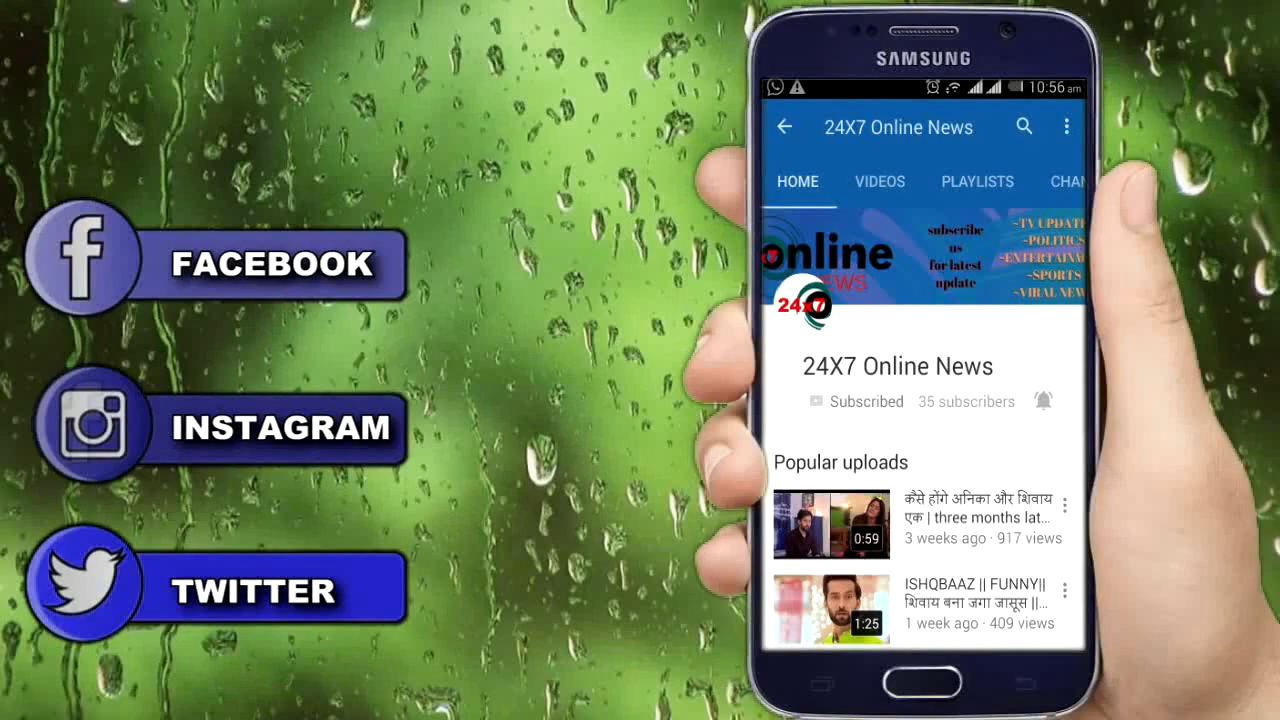 FACEBOOK
INSTAGRAM
TWITTER
SAMSUNG
10:56 am
24X7 Online News
HOME VIDEOS PLAYLISTS CHAN
online
NEWS
subscribe
us
for latest
update
~TV UPDATE
~POLITICS
~ENTERTAINM
~SPORTS
~VIRAL NEW
24x7
24X7 Online News
Subscribed 35 subscribers
Popular uploads
0:59
कैसे होंगे अनिका और शिवाय
एक | three months lat...
3 weeks ago · 917 views
1:25
ISHQBAAZ || FUNNY||
शिवाय बना जगा जासूस ||...
1 week ago · 409 views